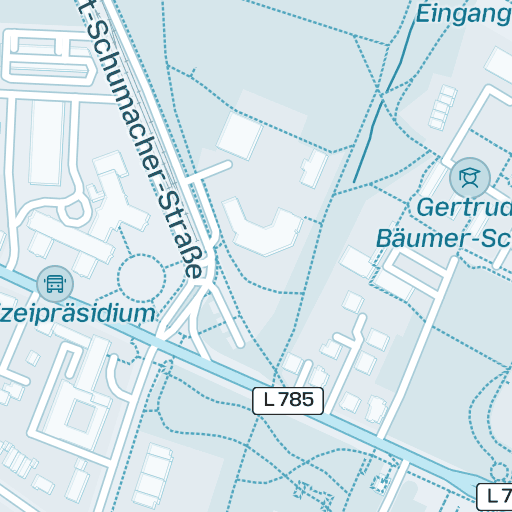 Eingang
t-Schumacher-Straße
Gertrud
Bäumer-Sc
zeipräsidium
L 785
L 7